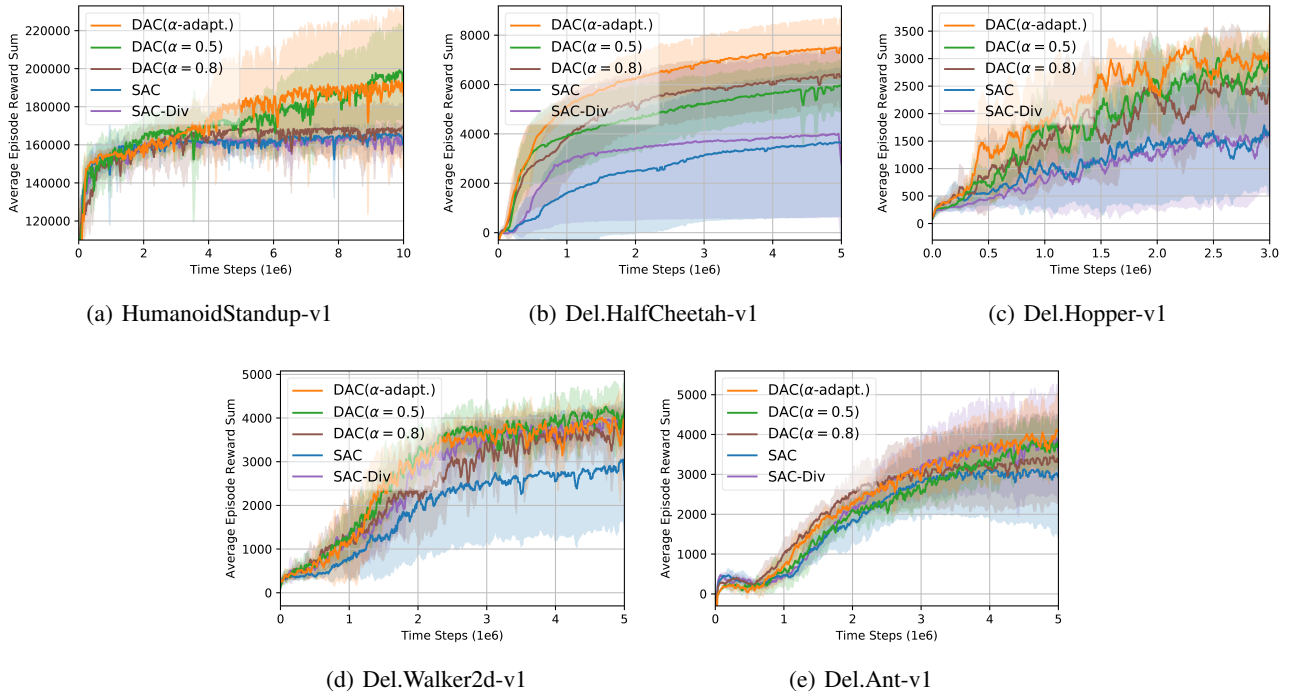 Average Episode Reward Sum
220000
200000
180000
160000
140000
120000
DAC(α-adapt.)
DAC(α = 0.5)
DAC(α = 0.8)
SAC
SAC-Div
0 2 4 6 8 10
Time Steps (1e6)
(a) HumanoidStandup-v1
Average Episode Reward Sum
8000
6000
4000
2000
0
DAC(α-adapt.)
DAC(α = 0.5)
DAC(α = 0.8)
SAC
SAC-Div
0 1 2 3 4 5
Time Steps (1e6)
(b) Del.HalfCheetah-v1
Average Episode Reward Sum
3500
3000
2500
2000
1500
1000
500
0
DAC(α-adapt.)
DAC(α = 0.5)
DAC(α = 0.8)
SAC
SAC-Div
0.0 0.5 1.0 1.5 2.0 2.5 3.0
Time Steps (1e6)
(c) Del.Hopper-v1
Average Episode Reward Sum
5000
4000
3000
2000
1000
0
DAC(α-adapt.)
DAC(α = 0.5)
DAC(α = 0.8)
SAC
SAC-Div
0 1 2 3 4 5
Time Steps (1e6)
(d) Del.Walker2d-v1
Average Episode Reward Sum
5000
4000
3000
2000
1000
0
DAC(α-adapt.)
DAC(α = 0.5)
DAC(α = 0.8)
SAC
SAC-Div
0 1 2 3 4 5
Time Steps (1e6)
(e) Del.Ant-v1